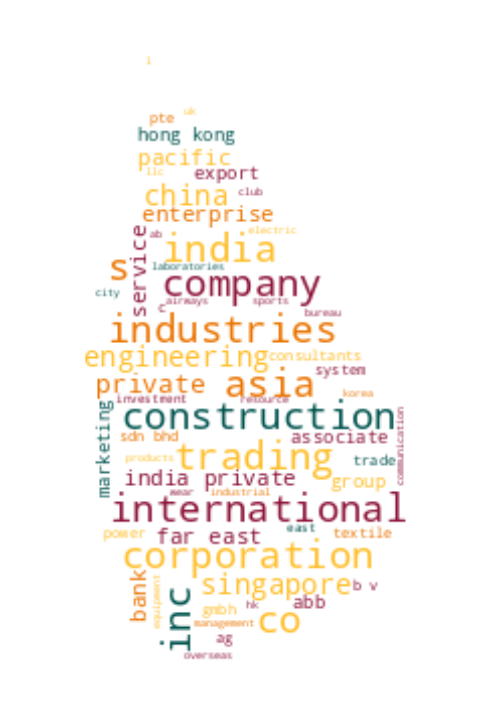 i
uk
pte
hong kong
pacific
llc
export
china
club
enterprise
electric
ab
service
india
laboratories
s
company
city
e
airways
sports
bureau
industries
engineering
consultants
system
private
asia
korea
investment
resource
marketing
construction
communication
sdn bhd
associate
trading
products
trade
india private
group
wear
industrial
international
east
power
far east
textile
corporation
bank
equipment
singapore
b v
inc
gmbh
hk
abb
management
co
ag
overseas